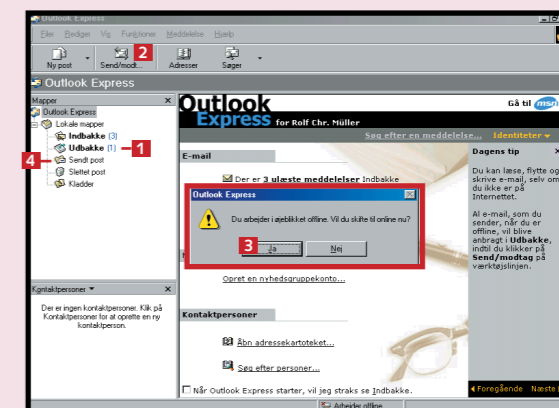 Outlook Express
Filer Rediger Vis Funktioner Meddelelse Hjælp
Ny post Send/modt... Adresser Søger
2
Outlook Express
Mapper x
Outlook Express
Lokale mapper
Indbakke (3)
Udbakke (1)
1
Sendt post
4
Slettet post
Kladder
Kontaktpersoner x
Der er ingen kontaktpersoner. Klik på
Kontaktpersoner for at oprette en ny
kontaktperson.
Outlook
Express for Rolf Chr. Müller
Gå til msn
Søg efter en meddelelse... Identiteter
E-mail
Der er 3 ulæste meddelelser Indbakke
Outlook Express
Du arbejder i øjeblikket offline. Vil du skifte til online nu?
3
Ja Nej
Opret en nyhedsgruppekonto...
Kontaktpersoner
Åbn adressekartoteket...
Søg efter personer...
Når Outlook Express starter, vil jeg straks se Indbakke.
Dagens tip x
Du kan læse, flytte og
skrive e-mail, selv om
du ikke er på
Internettet.
Al e-mail, som du
sender, når du er
offline, vil blive
anbragt i Udbakke,
indtil du klikker på
Send/modtag på
værktøjslinjen.
Foregående Næste
Arbejder offline